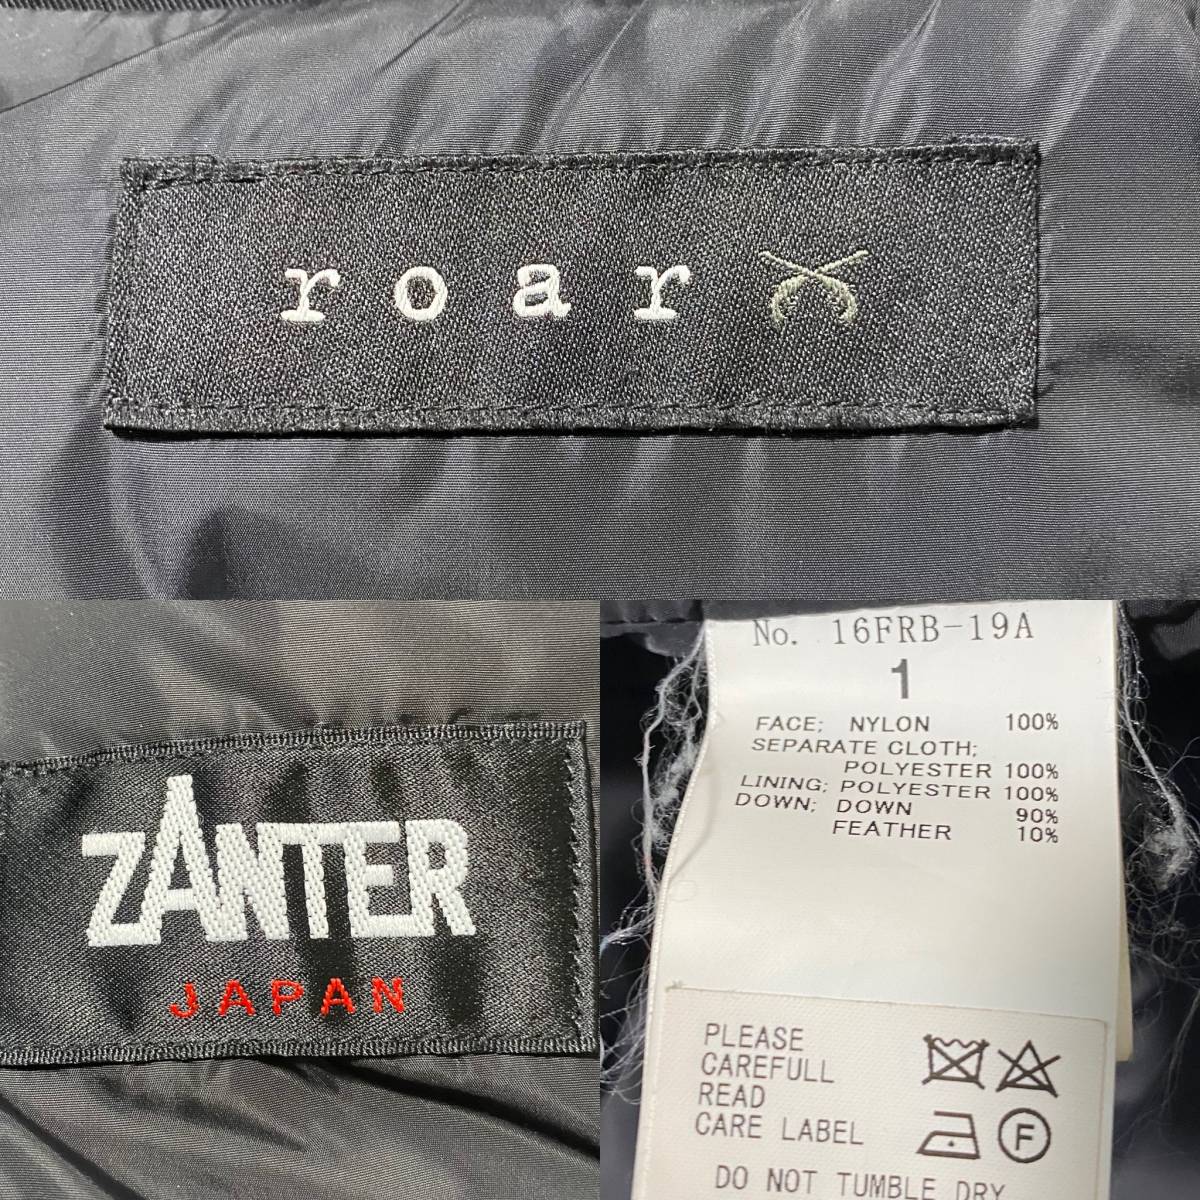 roar
ZANTER
JAPAN
No. 16FRB-19A
1
FACE; NYLON 100%
SEPARATE CLOTH;
POLYESTER 100%
LINING; POLYESTER 100%
DOWN; DOWN 90%
FEATHER 10%
PLEASE
CAREFULL
READ
CARE LABEL
F
DO NOT TUMBLE DRY